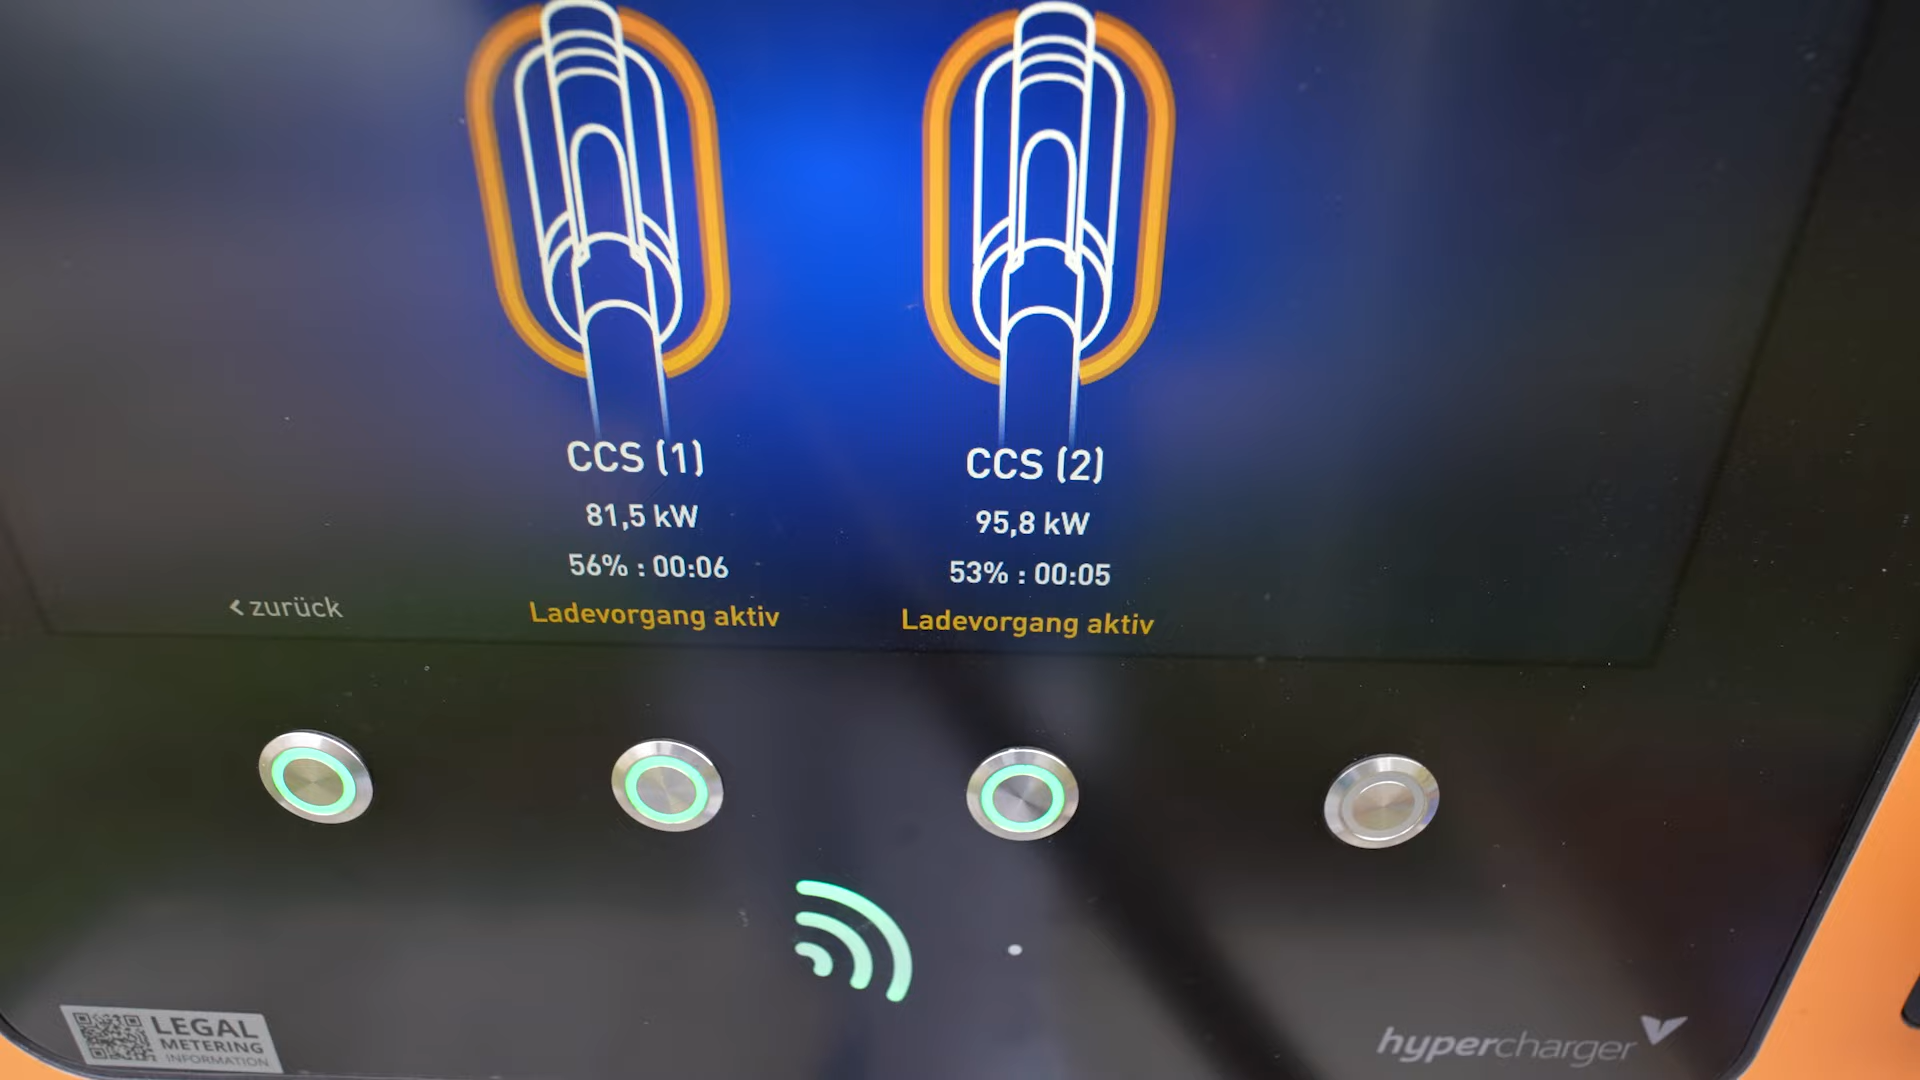 CCS (1)
81,5 kW
56% : 00:06
Ladevorgang aktiv
CCS (2)
95,8 kW
53% : 00:05
Ladevorgang aktiv
< zurück
LEGAL
METERING
INFORMATION
hypercharger